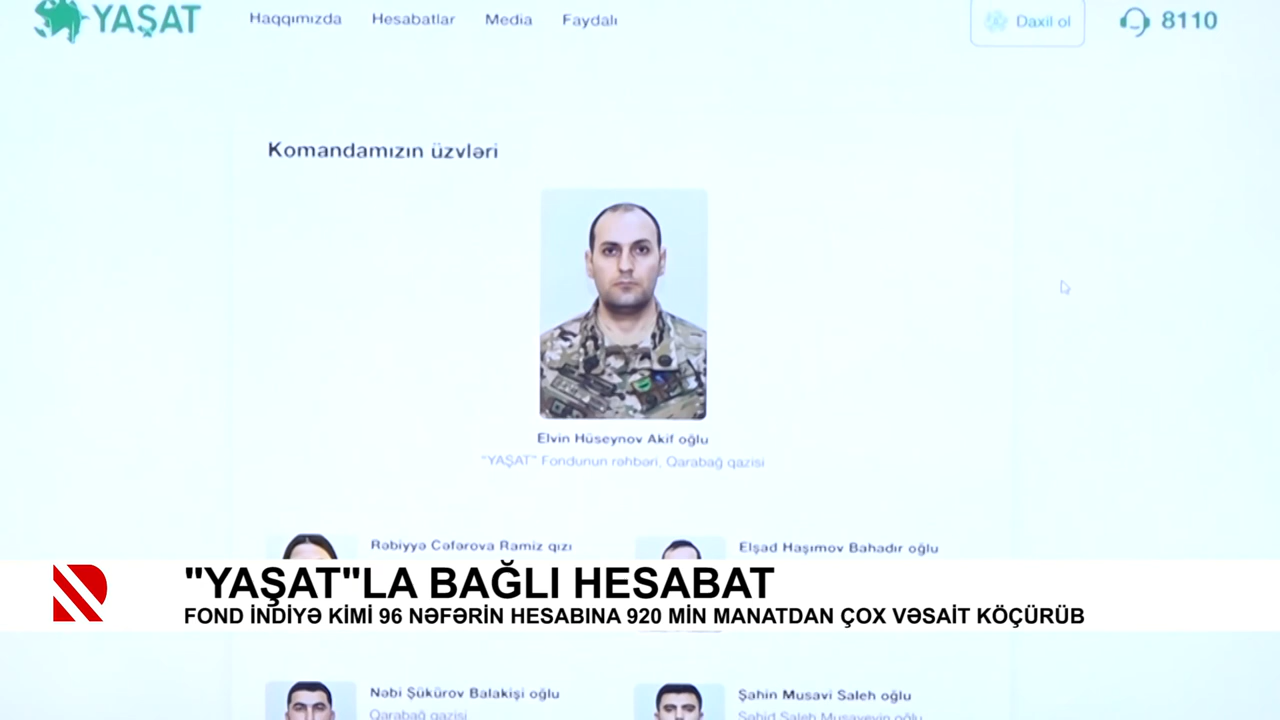 YAŞAT
Haqqımızda Hesabatlar Media Faydalı
Daxil ol
8110
Komandamızın üzvləri
Elvin Hüseynov Akif oğlu
"YAŞAT" Fondunun rəhbəri, Qarabağ qazisi
Rəbiyyə Cəfərova Ramiz qızı
Elşad Haşımov Bahadır oğlu
"YAŞAT"LA BAĞLI HESABAT
FOND İNDİYƏ KİMİ 96 NƏFƏRİN HESABINA 920 MİN MANATDAN ÇOX VƏSAİT KÖÇÜRÜB
Nəbi Şükürov Balakişi oğlu
Qarabağ qazisi
Şahin Musavi Saleh oğlu
Şəhid Saleh Musayevin oğlu